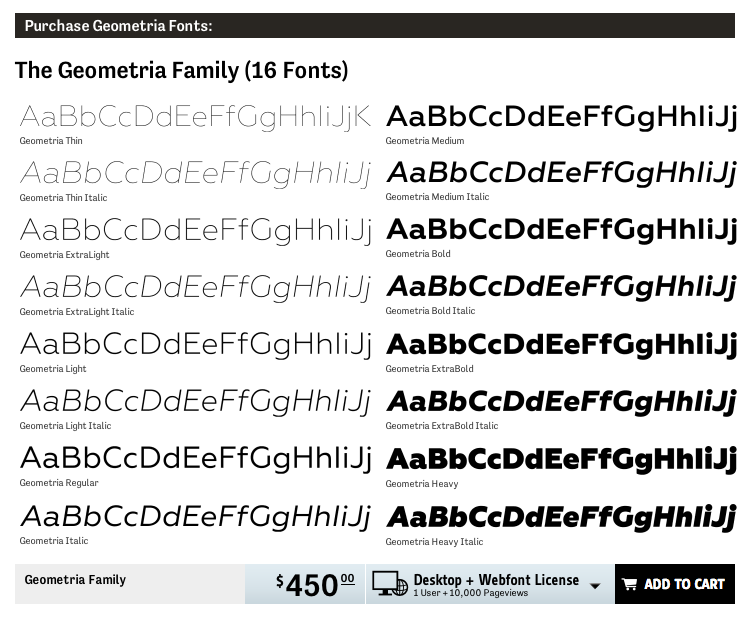 Purchase Geometria Fonts:
The Geometria Family (16 Fonts)
AaBbCcDdEeFfGgHhIiJjK
Geometria Thin
AaBbCcDdEeFfGgHhIiJj
Geometria Thin Italic
AaBbCcDdEeFfGgHhIiJj
Geometria ExtraLight
AaBbCcDdEeFfGgHhIiJj
Geometria ExtraLight Italic
AaBbCcDdEeFfGgHhIiJj
Geometria Light
AaBbCcDdEeFfGgHhIiJj
Geometria Light Italic
AaBbCcDdEeFfGgHhIiJj
Geometria Regular
AaBbCcDdEeFfGgHhIiJj
Geometria Italic
AaBbCcDdEeFfGgHhIiJj
Geometria Medium
AaBbCcDdEeFfGgHhIiJj
Geometria Medium Italic
AaBbCcDdEeFfGgHhIiJj
Geometria Bold
AaBbCcDdEeFfGgHhIiJj
Geometria Bold Italic
AaBbCcDdEeFfGgHhIiJj
Geometria ExtraBold
AaBbCcDdEeFfGgHhIiJj
Geometria ExtraBold Italic
AaBbCcDdEeFfGgHhIiJj
Geometria Heavy
AaBbCcDdEeFfGgHhIiJj
Geometria Heavy Italic
Geometria Family
$45000
Desktop + Webfont License
1 User + 10,000 Pageviews
ADD TO CART